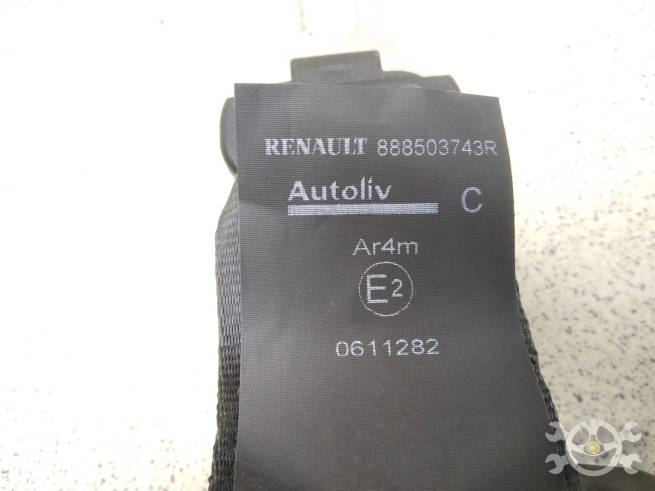 RENAULT 888503743R
Autoliv C
Ar4m
E2
0611282